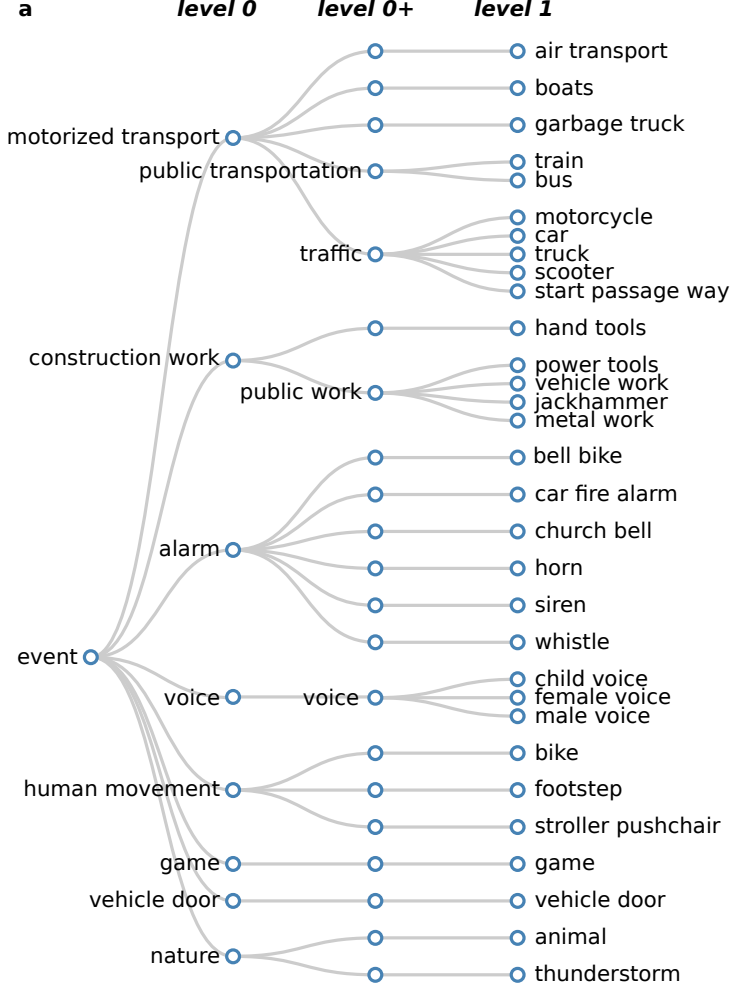 a level 0 level 0+ level 1
air transport
boats
motorized transport
garbage truck
public transportation
train
bus
motorcycle
car
traffic
truck
scooter
start passage way
hand tools
construction work
power tools
public work
vehicle work
jackhammer
metal work
bell bike
car fire alarm
church bell
alarm
horn
siren
whistle
event
child voice
voice voice female voice
male voice
bike
human movement footstep
stroller pushchair
game game
vehicle door vehicle door
animal
nature
thunderstorm